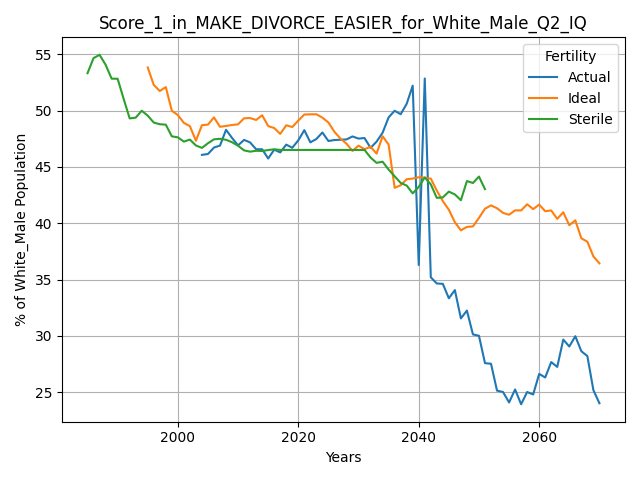 Score_1_in_MAKE_DIVORCE_EASIER_for_White_Male_Q2_IQ
Fertility
Actual
Ideal
Sterile
% of White_Male Population
55
50
45
40
35
30
25
2000
2020
2040
2060
Years